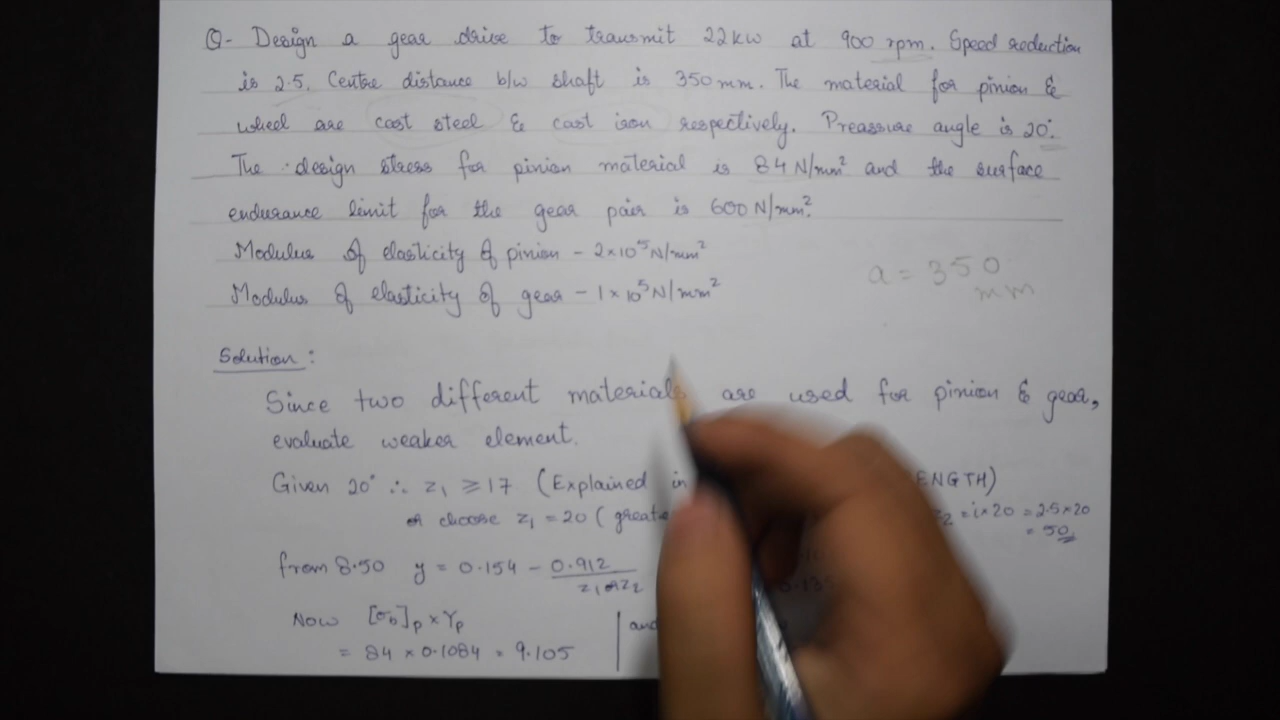 Q- Design a gear drive to transmit 22 kW at 900 rpm. Speed reduction
is 2.5. Centre distance b/w shaft is 350mm. The material for pinion &
wheel are cast steel & cast iron respectively. Preassure angle is 20°.
The design stress for pinion material is 84 N/mm² and the surface
endurance limit for the gear pair is 600 N/mm².
Modulus of elasticity of pinion - 2×10⁵ N/mm²
Modulus of elasticity of gear - 1×10⁵ N/mm²
a = 350
mm
Solution:
Since two different materials are used for pinion & gear,
evaluate weaker element.
Given 20° ∴ z₁ ≥ 17 (Explained in
or choose z₁ = 20 ( = i×20 = 2.5×20
= 50
from 8.50 y = 0.154 - 0.912
z₁ or z₂
Now [σb]p × Yp and
= 84 × 0.1084 = 9.105